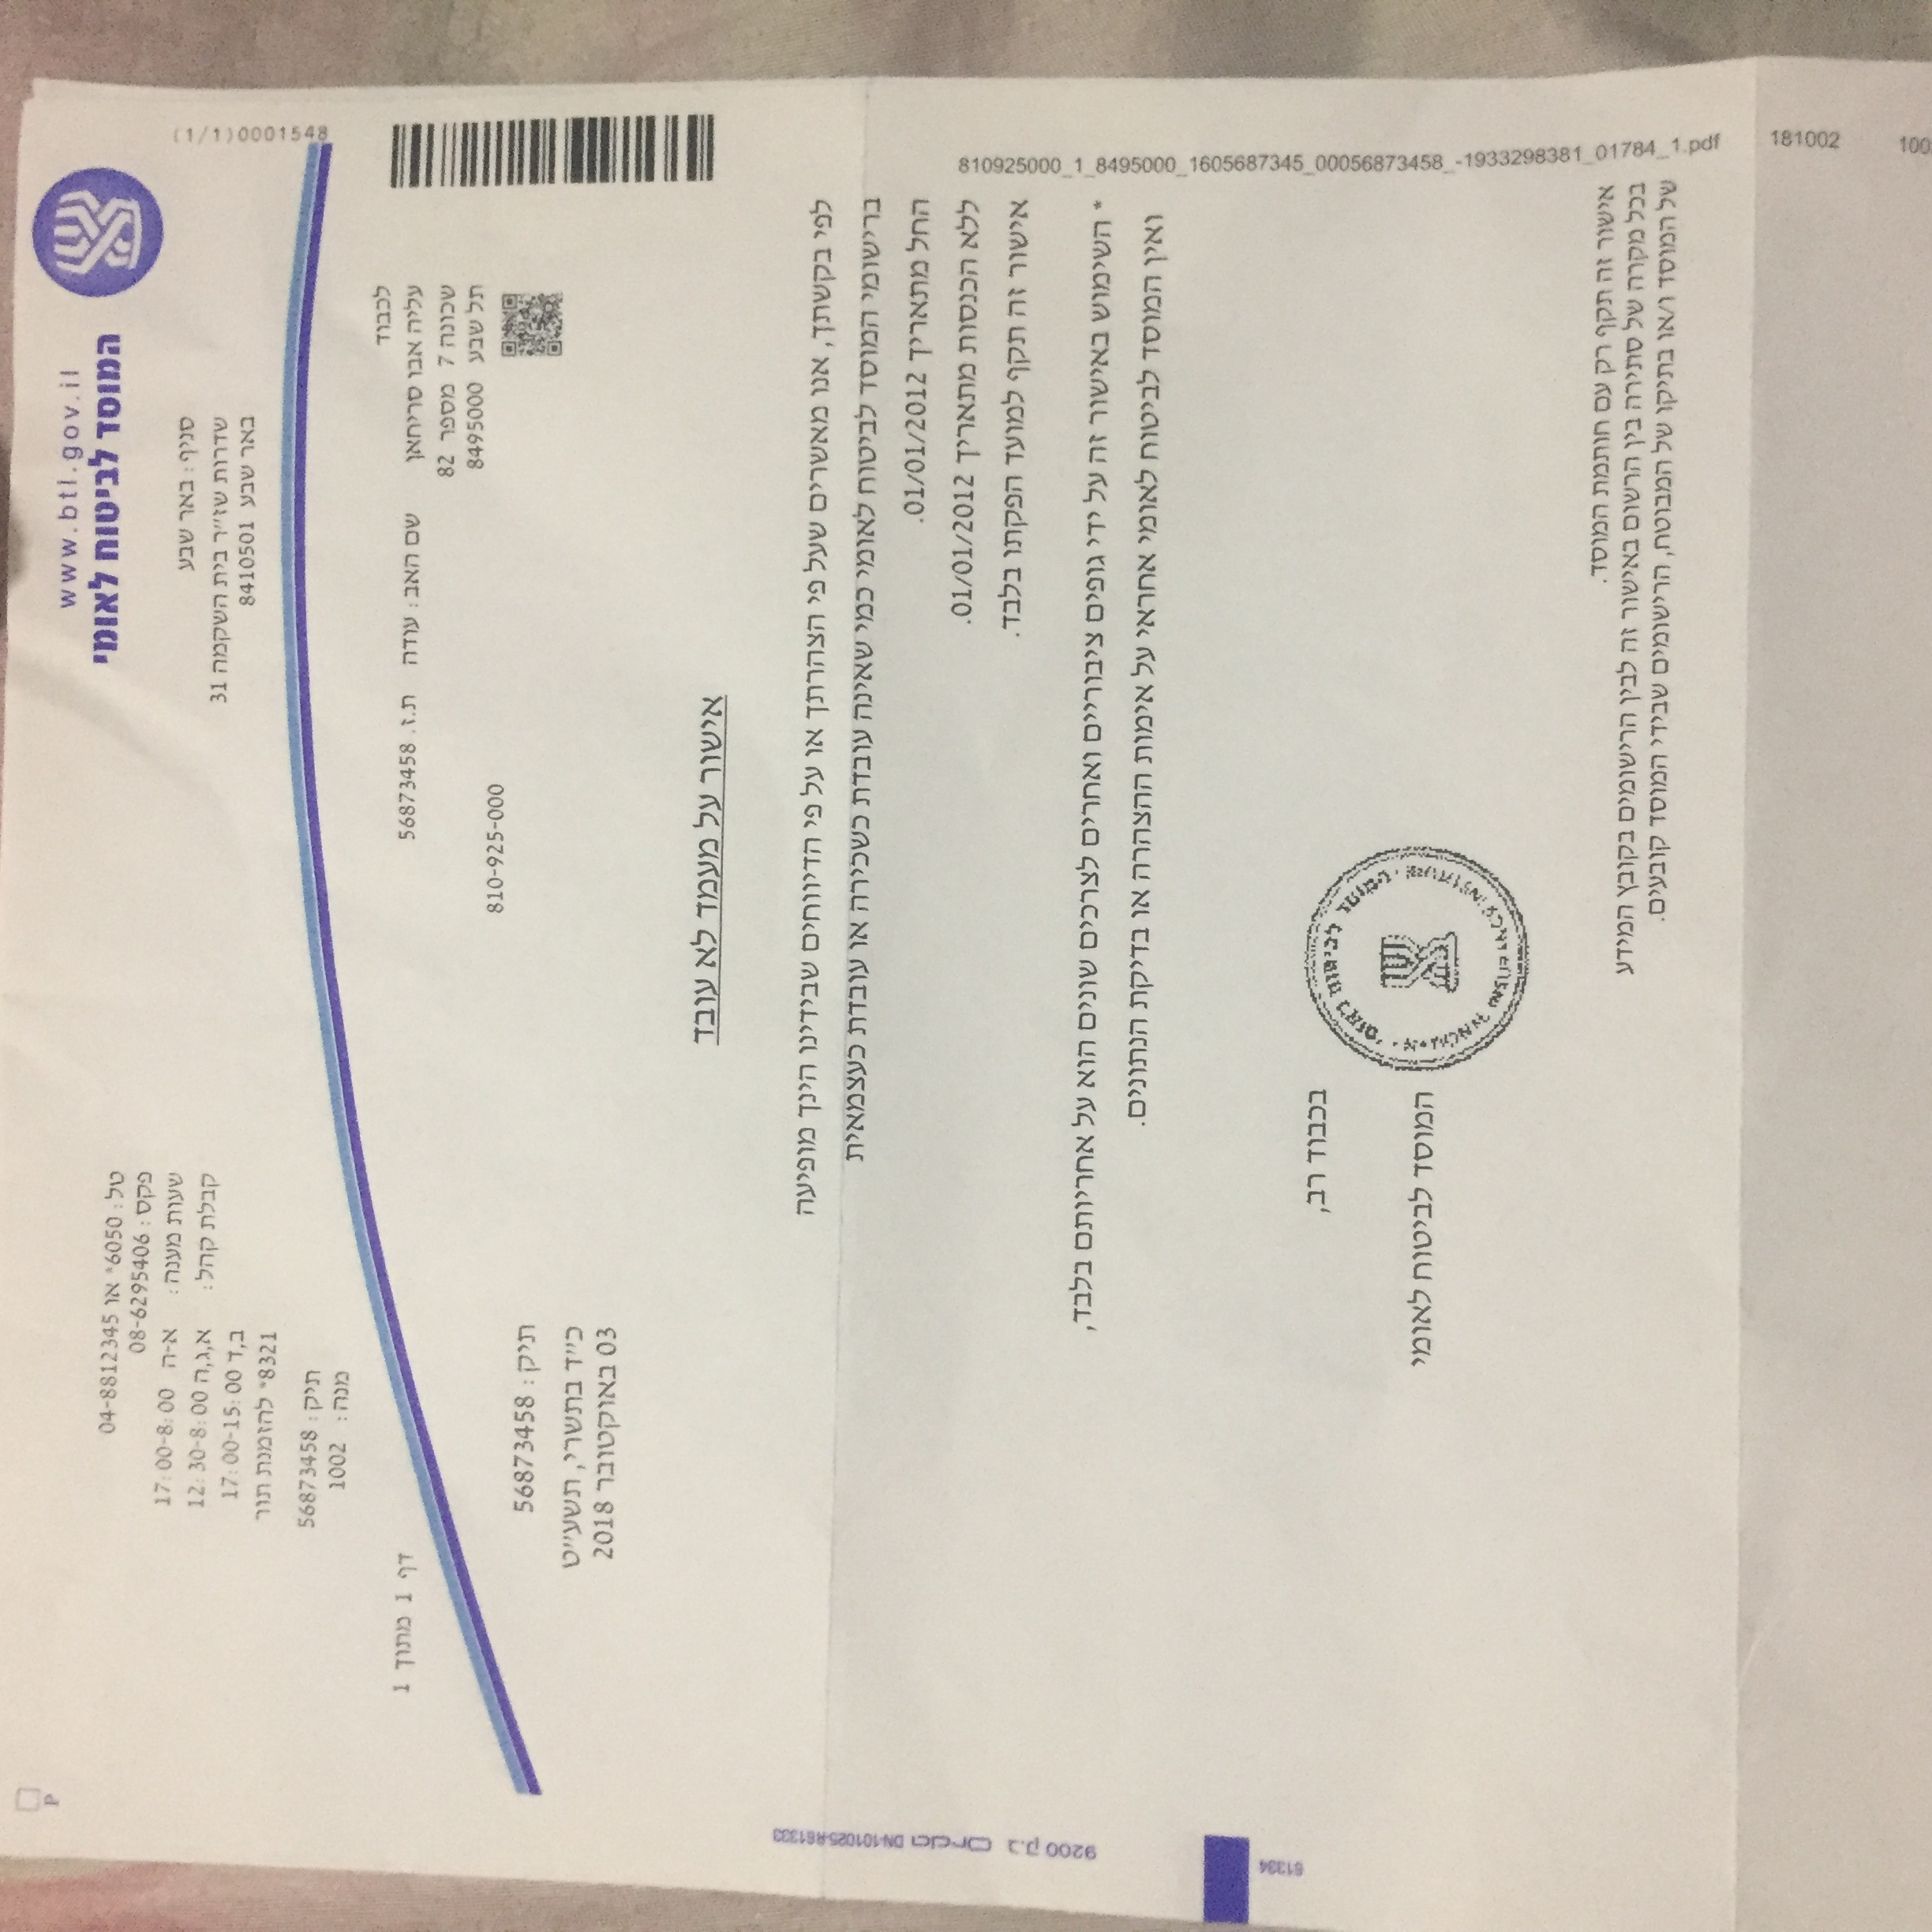 www.btl.gov.il
המוסד לביטוח לאומי
סניף: באר שבע
שדרות שז"ר בית השקמה 31
באר שבע 8410501
טל: 6050* או 04-8812345
פקס: 08-6295406
שעות מענה: א-ה 17:00-8:00
קבלת קהל: א,ג,ה 12:30-8:00
ב,ד 17:00-15:00
8321* להזמנת תור
תיק: 56873458
מנה: 1002
דף 1 מתוך 1
(1/1)0001548
לכבוד
עליה אבו סריחאן שם האב: עודה ת.ז. 56873458
שכונה 7 מספר 82
תל שבע 8495000
810-925-000
תיק: 56873458
כ"ד בתשרי, תשע"ט
03 באוקטובר 2018
אישור על מעמד לא עובד
לפי בקשתך, אנו מאשרים שעל פי הצהרתך או על פי הדיווחים שבידינו הינך מופיעה
ברישומי המוסד לביטוח לאומי כמי שאינה עובדת כשכירה או עובדת כעצמאית
החל מתאריך 01/01/2012.
ללא הכנסות מתאריך 01/01/2012.
אישור זה תקף למועד הפקתו בלבד.
* השימוש באישור זה על ידי גופים ציבוריים ואחרים לצרכים שונים הוא על אחריותם בלבד,
ואין המוסד לביטוח לאומי אחראי על אימות ההצהרה או בדיקת הנתונים.
בכבוד רב,
המוסד לביטוח לאומי
המוסד לביטוח לאומי
אישור זה תקף רק עם חותמת המוסד.
בכל מקרה של סתירה בין הרשום באישור זה לבין הרישומים בקובץ המידע
של המוסד ו/או בתיקו של המבוטח, הרישומים שבידי המוסד קובעים.
810925000_1_8495000_1605687345_00056873458_-1933298381_01784_1.pdf
181002
100
P
ב.ק 9200
DN-101025-R61333
61334